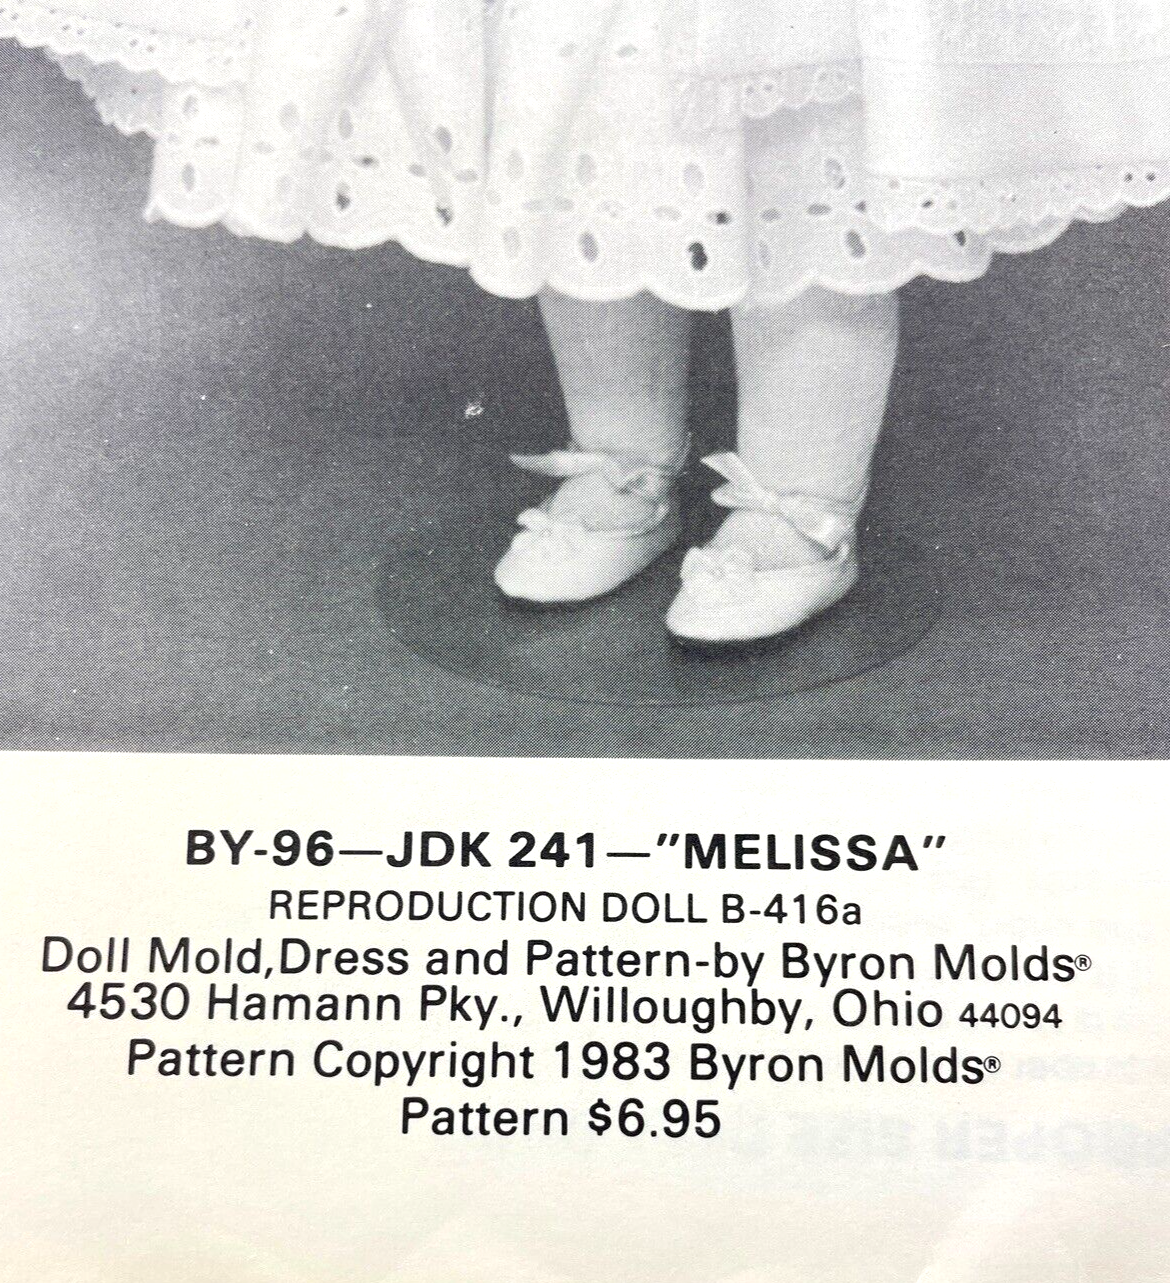 BY-96—JDK 241—"MELISSA"
REPRODUCTION DOLL B-416a
Doll Mold,Dress and Pattern-by Byron Molds®
4530 Hamann Pky., Willoughby, Ohio 44094
Pattern Copyright 1983 Byron Molds®
Pattern $6.95